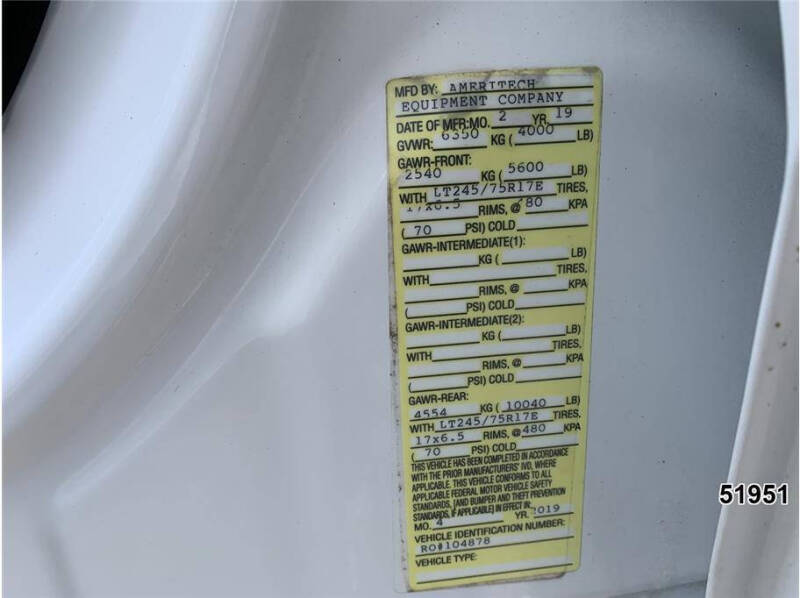 MFD BY: AMERITECH
EQUIPMENT COMPANY
DATE OF MFR:MO. 2 YR. 19
GVWR: 6350 KG ( 4000 LB)
GAWR-FRONT:
2540 KG ( 5600 LB)
WITH LT245/75R17E TIRES,
17x6.5 RIMS, @ 80 KPA
( 70 PSI) COLD
GAWR-INTERMEDIATE(1):
KG ( LB)
WITH TIRES,
RIMS, @ KPA
( PSI) COLD
GAWR-INTERMEDIATE(2):
KG ( LB)
WITH TIRES,
RIMS, @ KPA
( PSI) COLD
GAWR-REAR:
4554 KG ( 10040 LB)
WITH LT245/75R17E TIRES,
17x6.5 RIMS, @ 480 KPA
( 70 PSI) COLD
THIS VEHICLE HAS BEEN COMPLETED IN ACCORDANCE
WITH THE PRIOR MANUFACTURERS' IVD, WHERE
APPLICABLE. THIS VEHICLE CONFORMS TO ALL
APPLICABLE FEDERAL MOTOR VEHICLE SAFETY
STANDARDS, [AND BUMPER AND THEFT PREVENTION
STANDARDS, IF APPLICABLE] IN EFFECT IN:
MO. 4 YR. 2019
VEHICLE IDENTIFICATION NUMBER:
RO#104878
VEHICLE TYPE:
51951